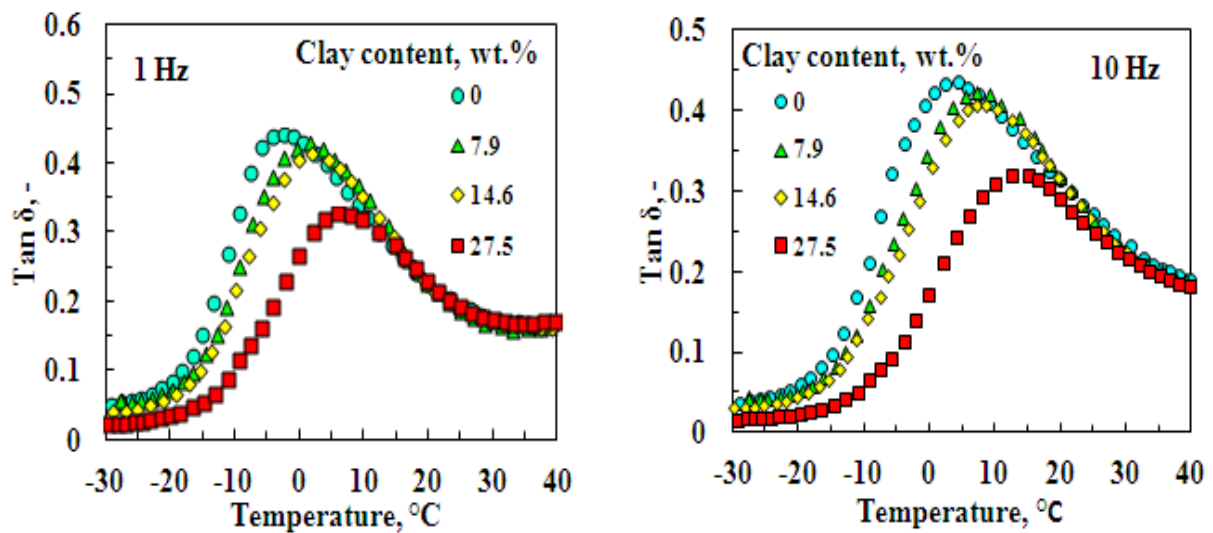 0.6
0.5
0.4
0.3
0.2
0.1
0
Tan δ, -
1 Hz
Clay content, wt.%
0
7.9
14.6
27.5
-30 -20 -10 0 10 20 30 40
Temperature, °C
0.5
0.4
0.3
0.2
0.1
0
Tan δ, -
Clay content, wt.%
10 Hz
0
7.9
14.6
27.5
-30 -20 -10 0 10 20 30 40
Temperature, °C